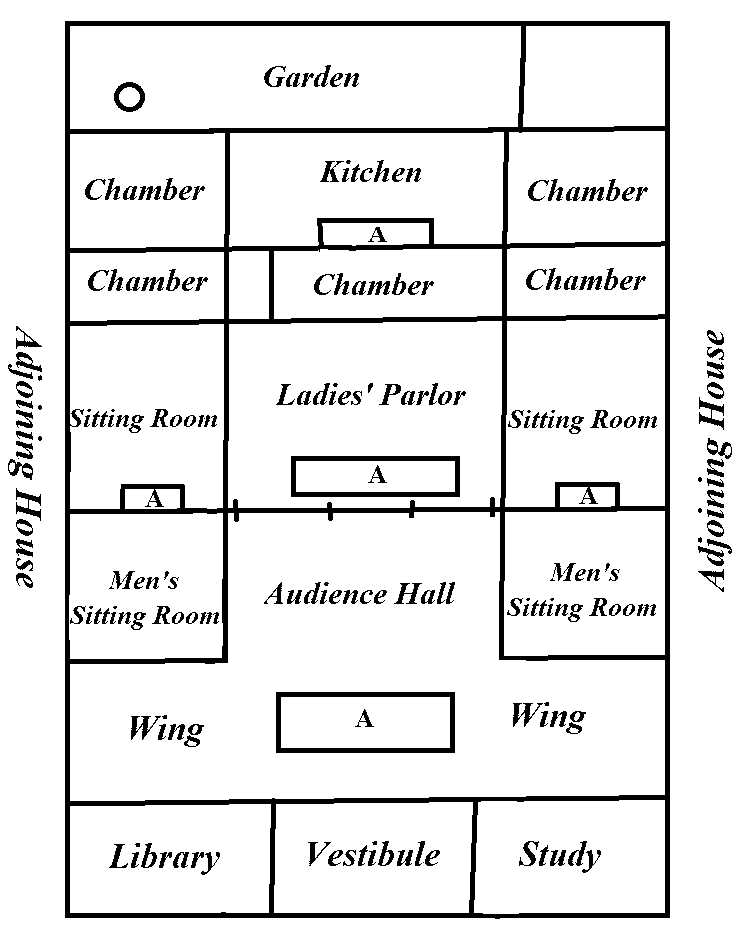 Garden
Chamber
Kitchen
Chamber
A
Chamber
Chamber
Chamber
Adjoining House
Adjoining House
Sitting Room
Ladies' Parlor
Sitting Room
A
A
A
Men's
Sitting Room
Audience Hall
Men's
Sitting Room
Wing
A
Wing
Library
Vestibule
Study